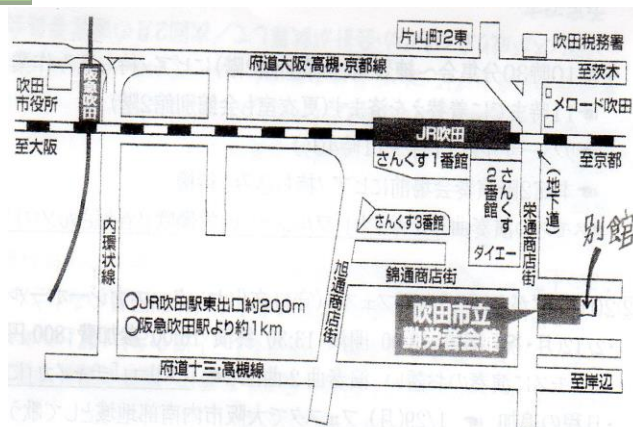 片山町2東
吹田税務署
府道大阪・高槻・京都線
至茨木
吹田
市役所
阪急吹田
メロード吹田
JR吹田
至大阪
さんくす1番館
至京都
(地下道)
さんくす
2番館
栄通商店街
別館
さんくす3番館
ダイエー
内環状線
旭通商店街
錦通商店街
○JR吹田駅東出口約200m
○阪急吹田駅より約1km
吹田市立
勤労者会館
府道十三・高槻線
至岸辺